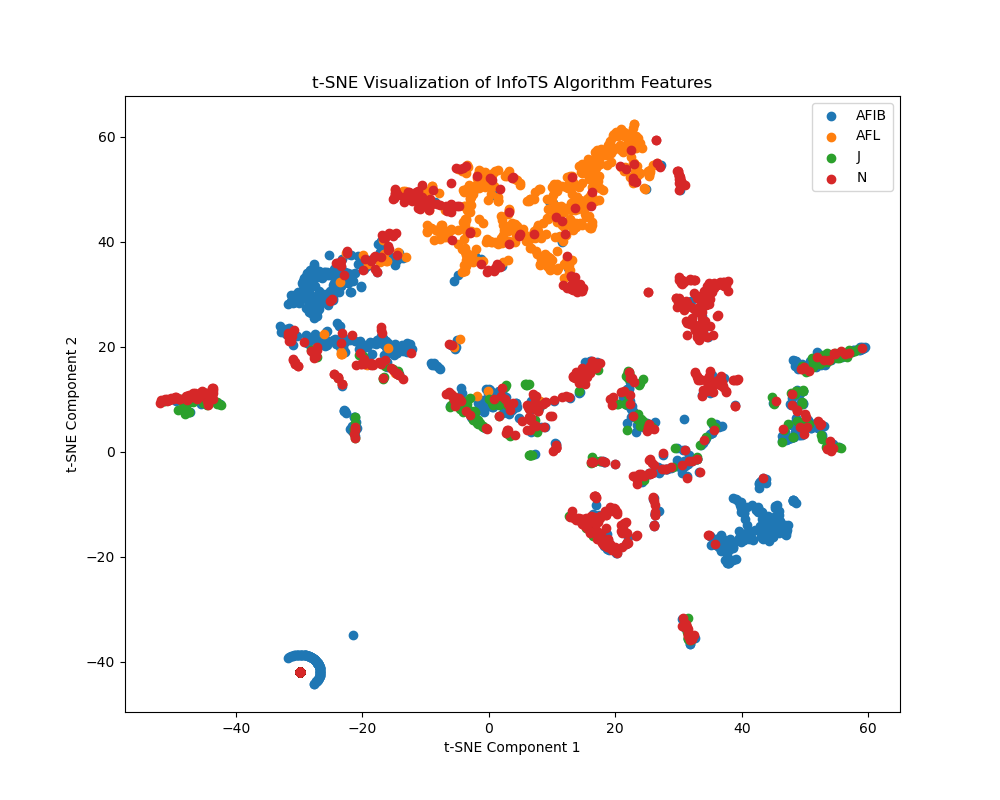 t-SNE Visualization of InfoTS Algorithm Features
AFIB
AFL
J
N
60
40
20
0
−20
−40
t-SNE Component 2
−40
−20
0
20
40
60
t-SNE Component 1